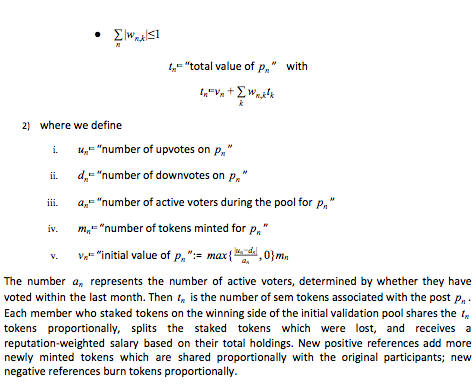 • ∑|w_{n,k}|≤1
n
t_n="total value of p_n" with
t_n=v_n+∑w_{n,k}t_k
k
2) where we define
i. u_n="number of upvotes on p_n"
ii. d_n="number of downvotes on p_n"
iii. a_n="number of active voters during the pool for p_n"
iv. m_n="number of tokens minted for p_n"
v. v_n="initial value of p_n":= max{|u_n−d_n|/a_n,0}m_n
The number a_n represents the number of active voters, determined by whether they have
voted within the last month. Then t_n is the number of sem tokens associated with the post p_n.
Each member who staked tokens on the winning side of the initial validation pool shares the t_n
tokens proportionally, splits the staked tokens which were lost, and receives a
reputation-weighted salary based on their total holdings. New positive references add more
newly minted tokens which are shared proportionally with the original participants; new
negative references burn tokens proportionally.